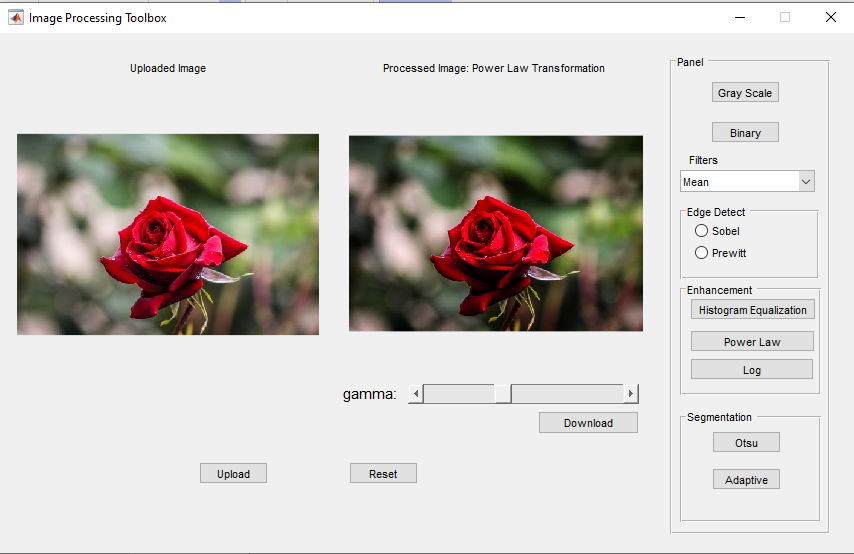 Image Processing Toolbox
Uploaded Image
Processed Image: Power Law Transformation
Panel
Gray Scale
Binary
Filters
Mean
Edge Detect
Sobel
Prewitt
Enhancement
Histogram Equalization
Power Law
Log
gamma:
Download
Segmentation
Otsu
Adaptive
Upload
Reset